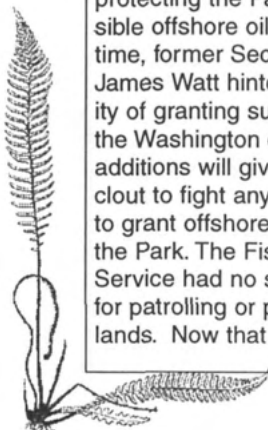 protecting the Pa
sible offshore oil
time, former Sec
James Watt hinte
ity of granting su
the Washington
additions will giv
clout to fight any
to grant offshore
the Park. The Fis
Service had no s
for patrolling or p
lands. Now that